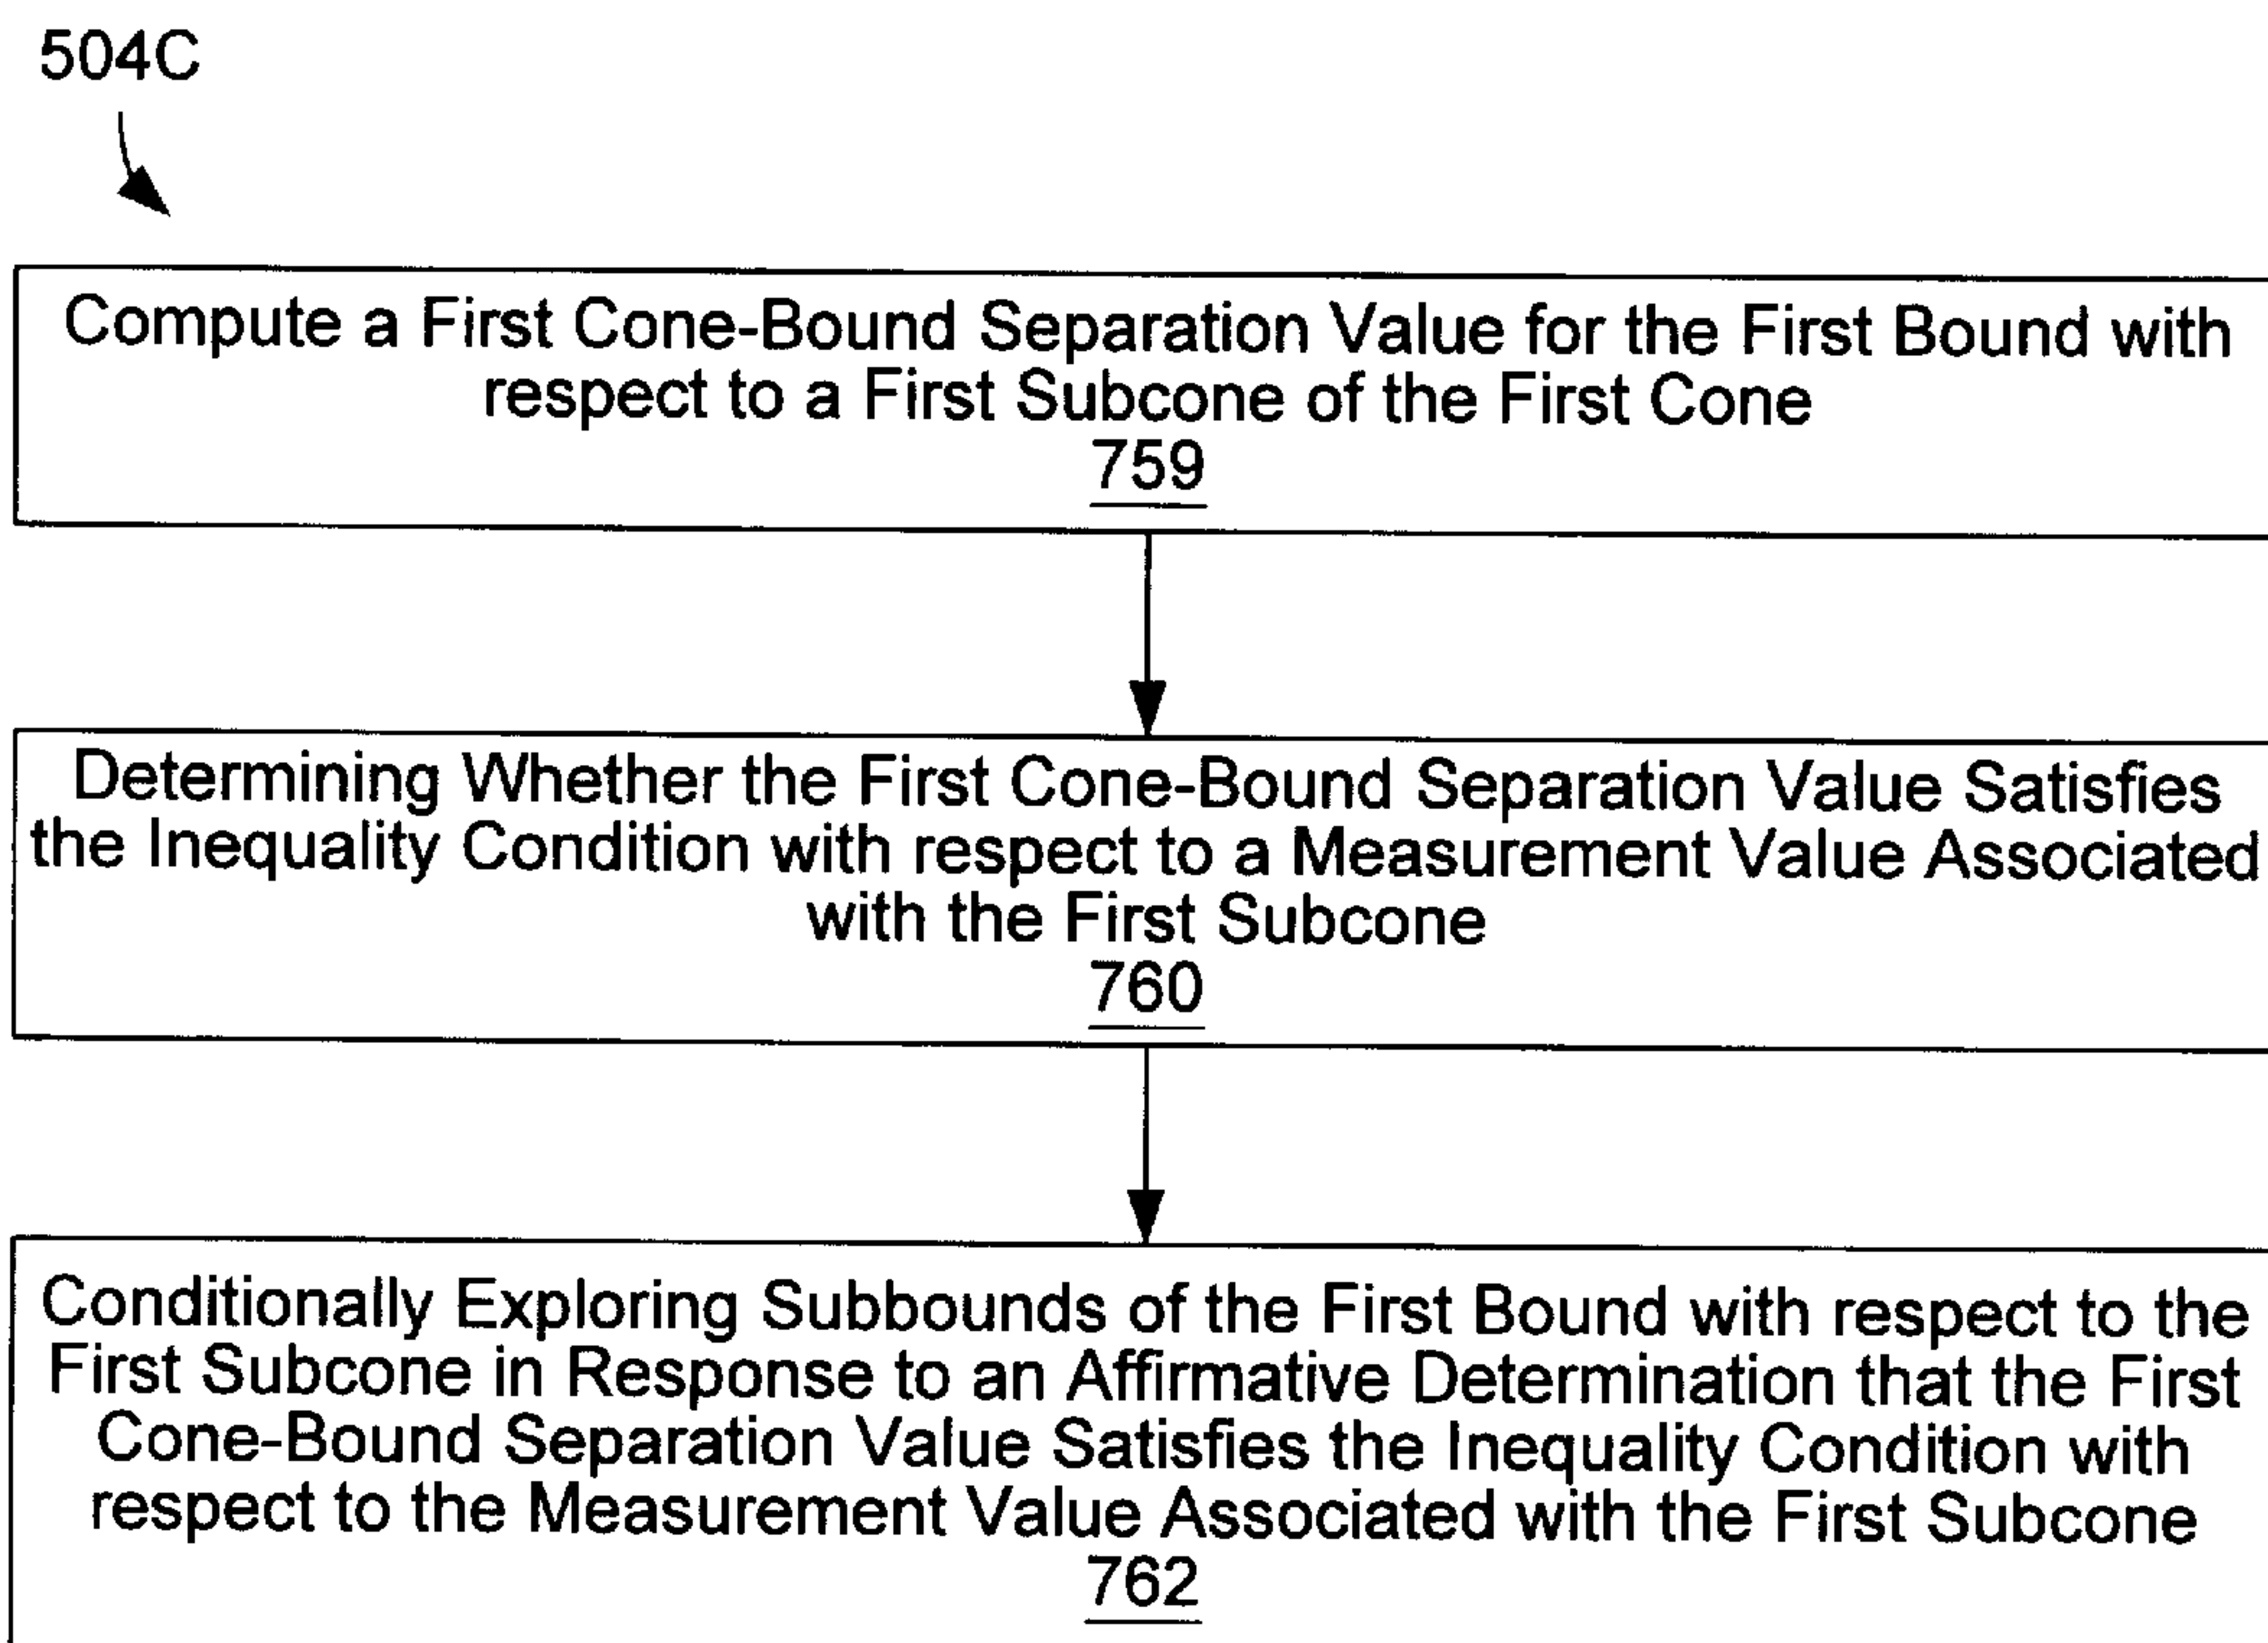 504C
Compute a First Cone-Bound Separation Value for the First Bound with
respect to a First Subcone of the First Cone
759
Determining Whether the First Cone-Bound Separation Value Satisfies
the Inequality Condition with respect to a Measurement Value Associated
with the First Subcone
760
Conditionally Exploring Subbounds of the First Bound with respect to the
First Subcone in Response to an Affirmative Determination that the First
Cone-Bound Separation Value Satisfies the Inequality Condition with
respect to the Measurement Value Associated with the First Subcone
762